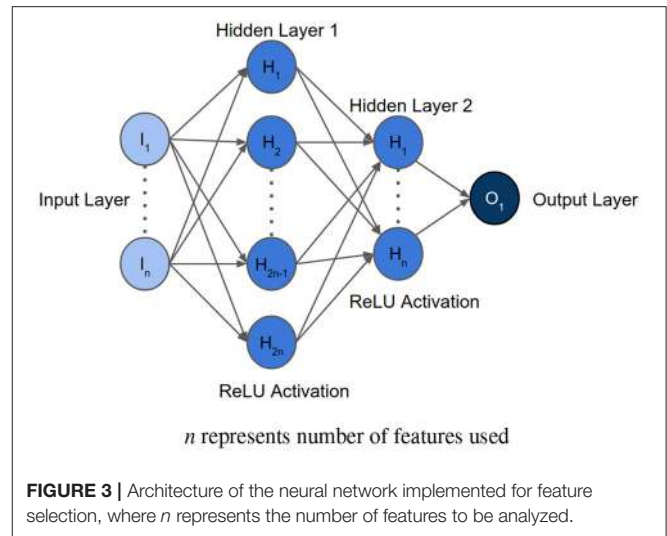 Hidden Layer 1
H1
Hidden Layer 2
I1
H2
H1
Input Layer
O1
Output Layer
In
H2n-1
Hn
ReLU Activation
H2n
ReLU Activation
n represents number of features used
FIGURE 3 | Architecture of the neural network implemented for feature
selection, where n represents the number of features to be analyzed.